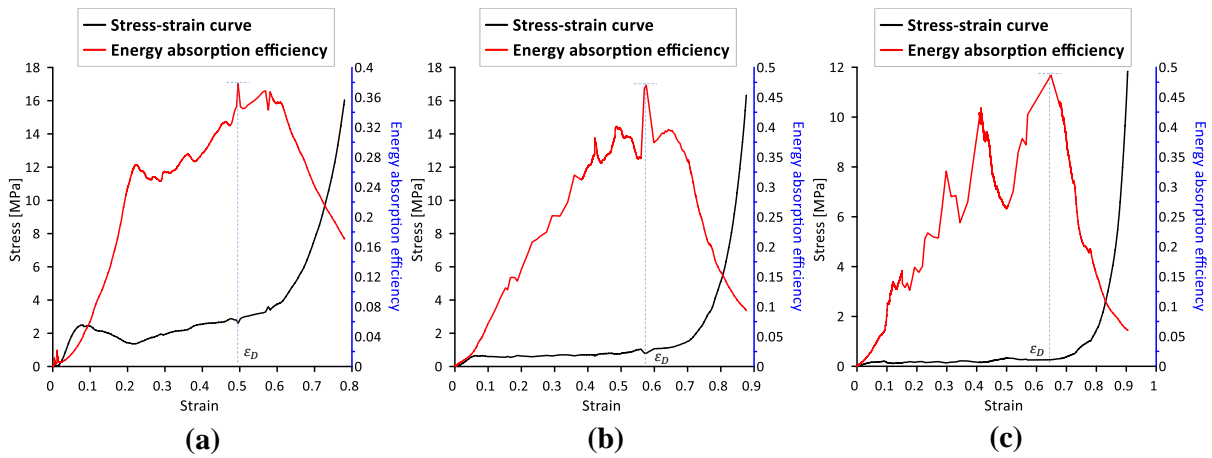 Stress-strain curve
Energy absorption efficiency
18
16
14
12
10
8
6
4
2
0
Stress [MPa]
0.4
0.36
0.32
0.28
0.24
0.2
0.16
0.12
0.08
0.04
0
Energy absorption efficiency
ε_D
0 0.1 0.2 0.3 0.4 0.5 0.6 0.7 0.8
Strain
(a)
Stress-strain curve
Energy absorption efficiency
18
16
14
12
10
8
6
4
2
0
Stress [MPa]
0.5
0.45
0.4
0.35
0.3
0.25
0.2
0.15
0.1
0.05
0
Energy absorption efficiency
ε_D
0 0.1 0.2 0.3 0.4 0.5 0.6 0.7 0.8 0.9
Strain
(b)
Stress-strain curve
Energy absorption efficiency
12
10
8
6
4
2
0
Stress [MPa]
0.5
0.45
0.4
0.35
0.3
0.25
0.2
0.15
0.1
0.05
0
Energy absorption efficiency
ε_D
0 0.1 0.2 0.3 0.4 0.5 0.6 0.7 0.8 0.9 1
Strain
(c)